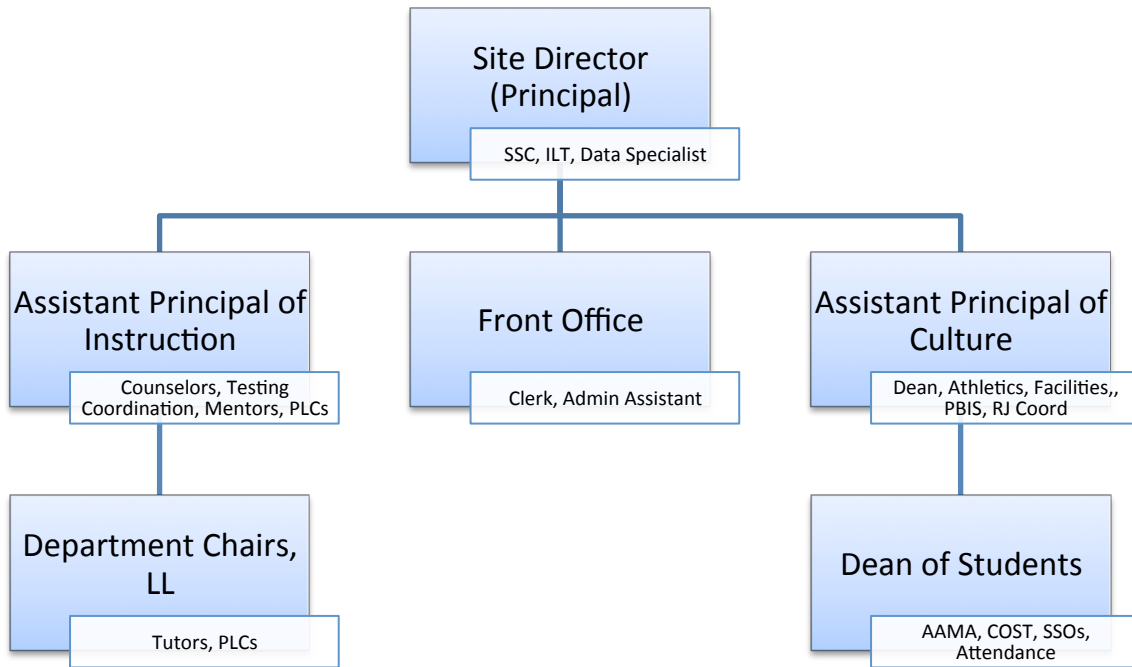 Site Director
(Principal)
SSC, ILT, Data Specialist
Assistant Principal of
Instruction
Counselors, Testing
Coordination, Mentors, PLCs
Front Office
Clerk, Admin Assistant
Assistant Principal of
Culture
Dean, Athletics, Facilities,,
PBIS, RJ Coord
Department Chairs,
LL
Tutors, PLCs
Dean of Students
AAMA, COST, SSOs,
Attendance